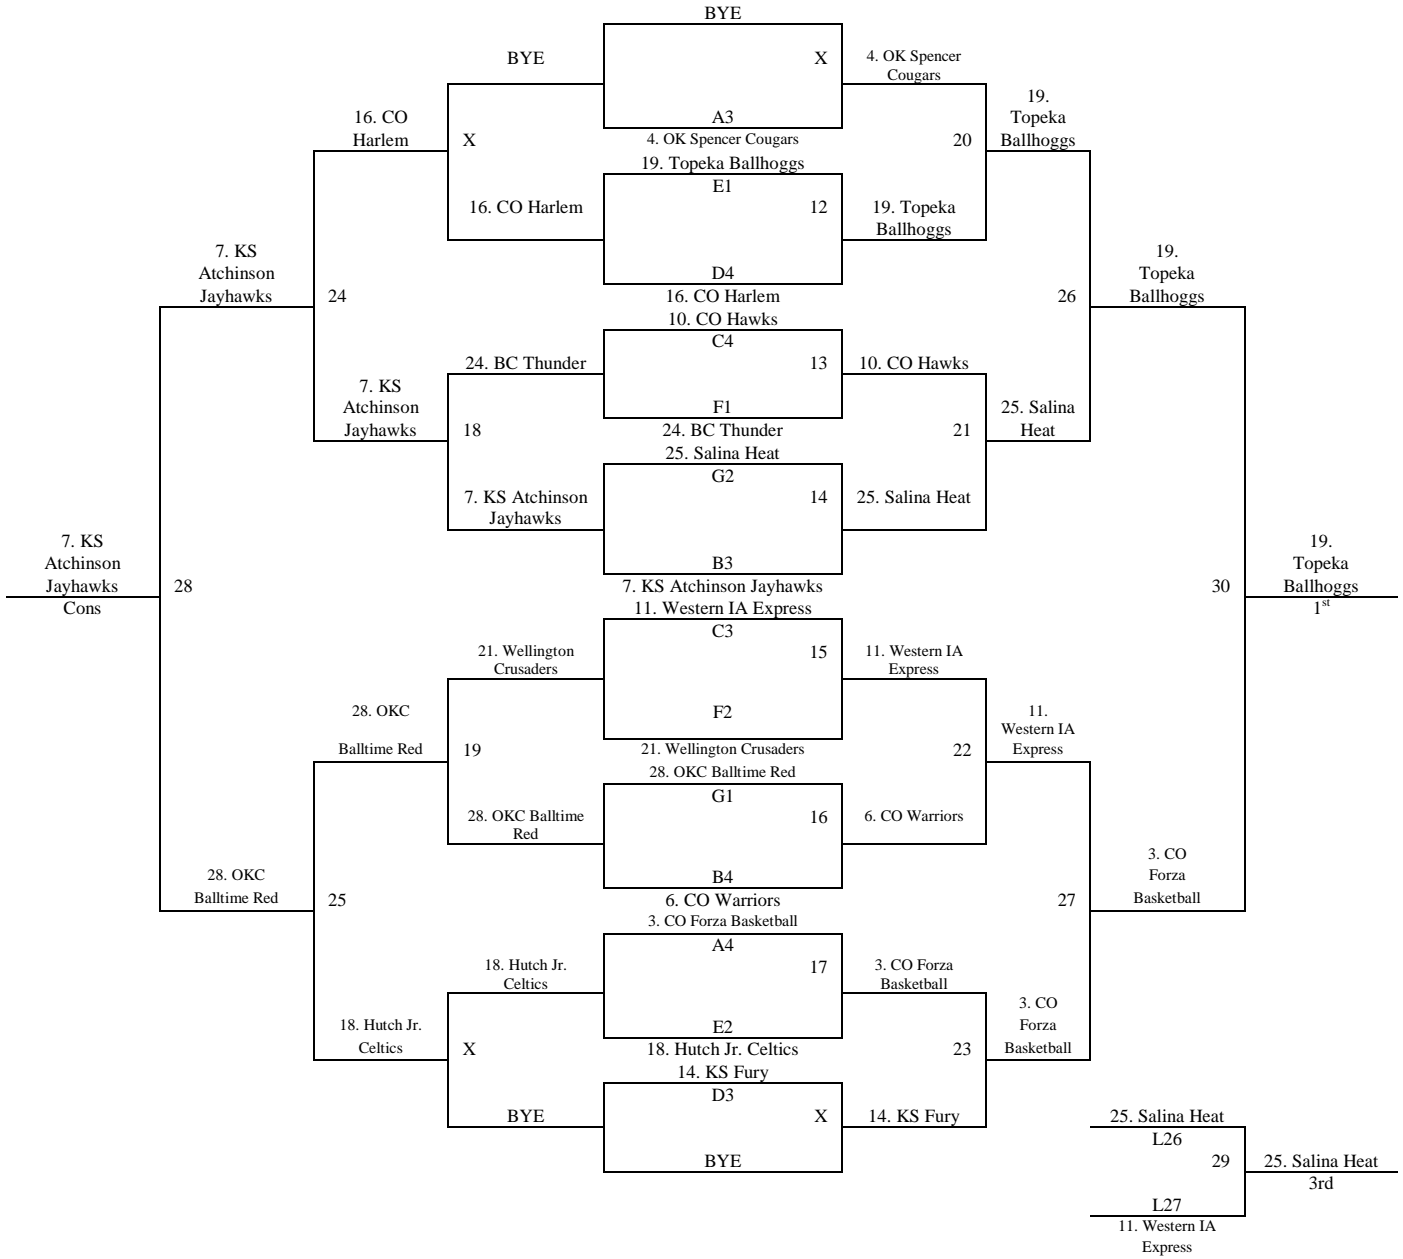 BYE
BYE
X
4. OK Spencer
Cougars
19.
Topeka
Ballhoggs
16. CO
Harlem
A3
X
4. OK Spencer Cougars
20
19. Topeka Ballhoggs
E1
16. CO Harlem
12
19. Topeka
Ballhoggs
7. KS
Atchinson
Jayhawks
19.
Topeka
Ballhoggs
D4
24
16. CO Harlem
26
10. CO Hawks
C4
24. BC Thunder
13
10. CO Hawks
7. KS
Atchinson
Jayhawks
F1
25. Salina
Heat
18
24. BC Thunder
21
25. Salina Heat
G2
7. KS Atchinson
Jayhawks
14
25. Salina Heat
7. KS
Atchinson
Jayhawks
Cons
B3
19.
Topeka
Ballhoggs
1st
28
7. KS Atchinson Jayhawks
30
11. Western IA Express
C3
21. Wellington
Crusaders
15
11. Western IA
Express
28. OKC
Balltime Red
F2
11.
Western IA
Express
19
21. Wellington Crusaders
22
28. OKC Balltime Red
G1
28. OKC Balltime
Red
16
6. CO Warriors
28. OKC
Balltime Red
B4
3. CO
Forza
Basketball
25
6. CO Warriors
27
3. CO Forza Basketball
A4
18. Hutch Jr.
Celtics
17
3. CO Forza
Basketball
18. Hutch Jr.
Celtics
E2
3. CO
Forza
Basketball
X
18. Hutch Jr. Celtics
23
14. KS Fury
D3
BYE
X
14. KS Fury
25. Salina Heat
L26
BYE
29
25. Salina Heat
3rd
L27
11. Western IA
Express